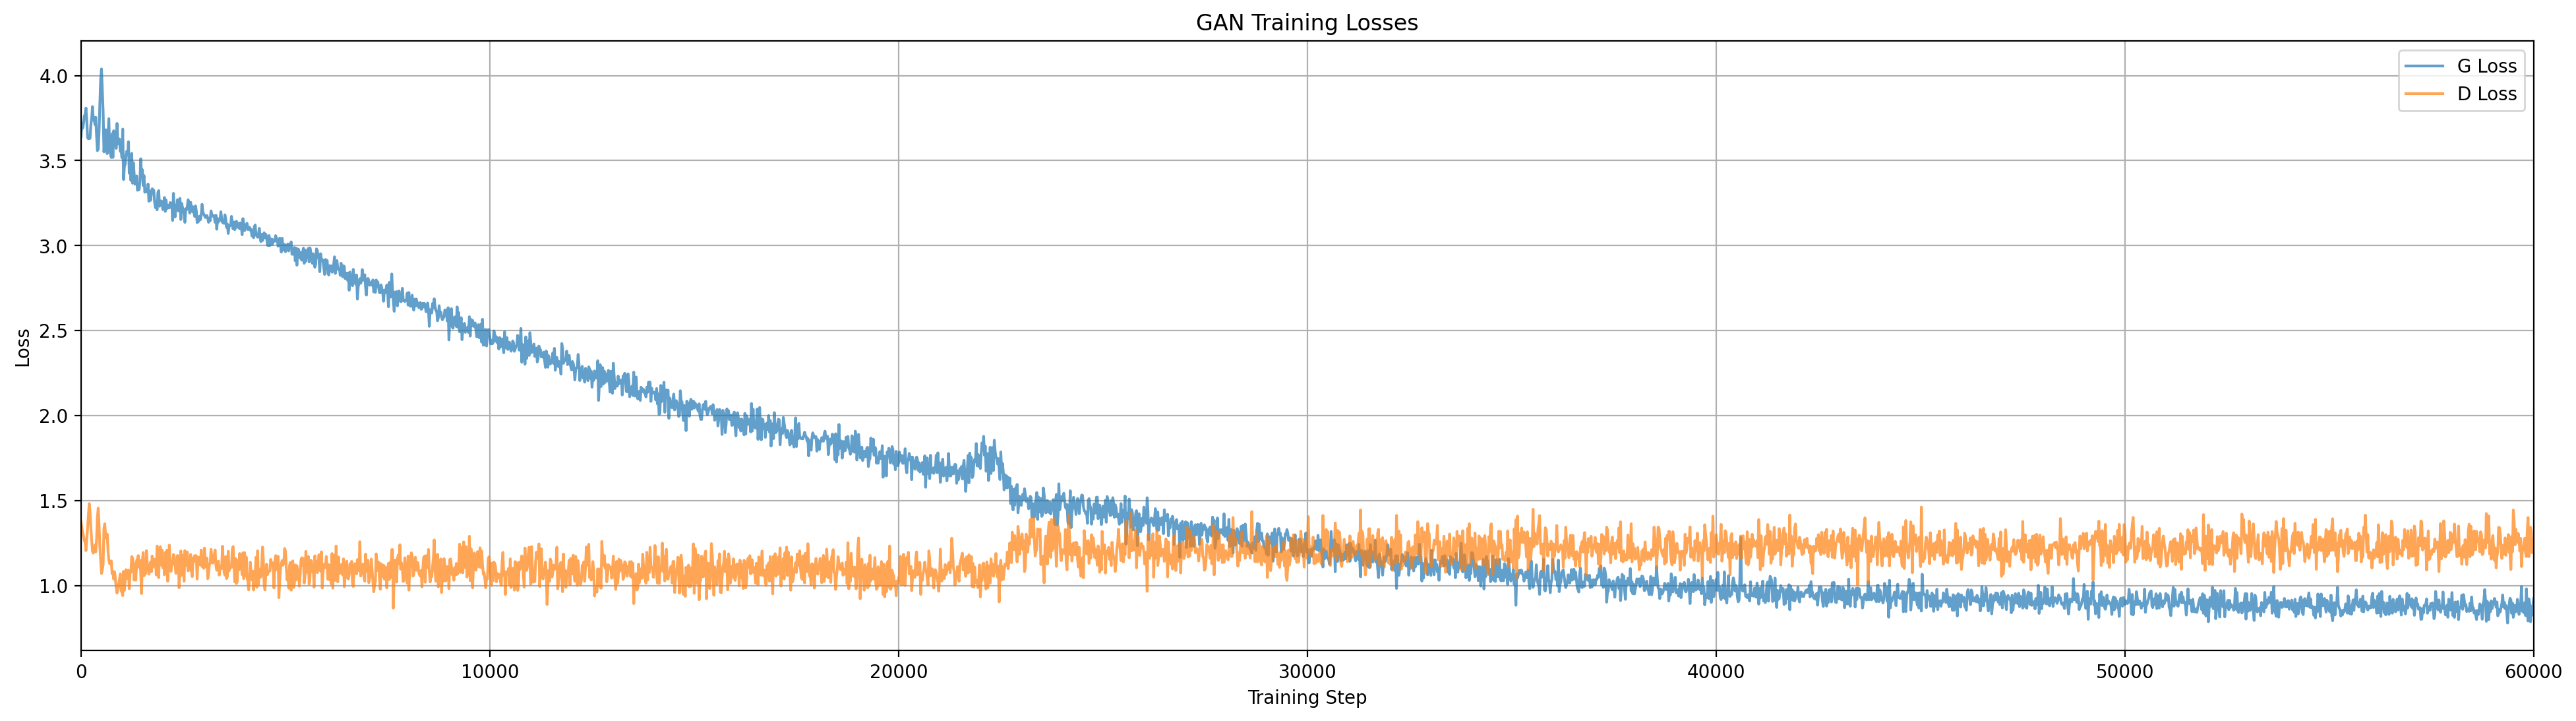 GAN Training Losses
G Loss
D Loss
Loss
4.0
3.5
3.0
2.5
2.0
1.5
1.0
0 10000 20000 30000 40000 50000 60000
Training Step